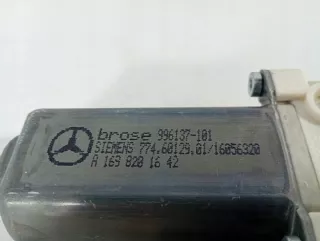 brose 996137-101
SIEMENS 774.60129.01/16056320
A 169 820 16 42